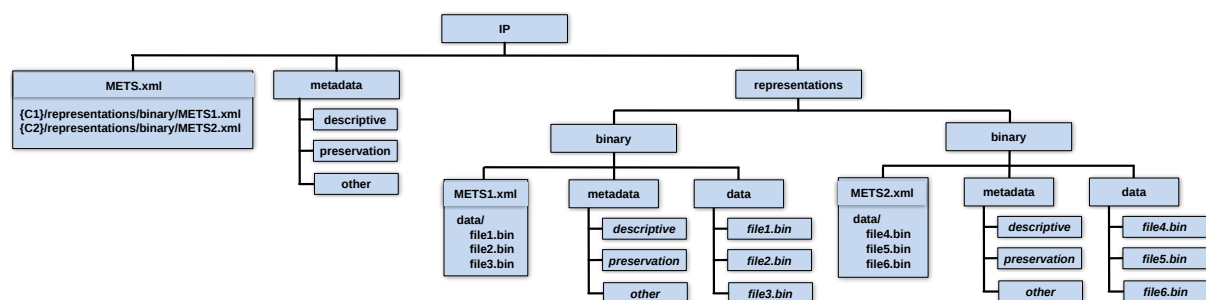 IP
METS.xml
{C1}/representations/binary/METS1.xml
{C2}/representations/binary/METS2.xml
metadata
descriptive
preservation
other
representations
binary
METS1.xml
data/
file1.bin
file2.bin
file3.bin
metadata
descriptive
preservation
other
data
file1.bin
file2.bin
file3.bin
binary
METS2.xml
data/
file4.bin
file5.bin
file6.bin
metadata
descriptive
preservation
other
data
file4.bin
file5.bin
file6.bin